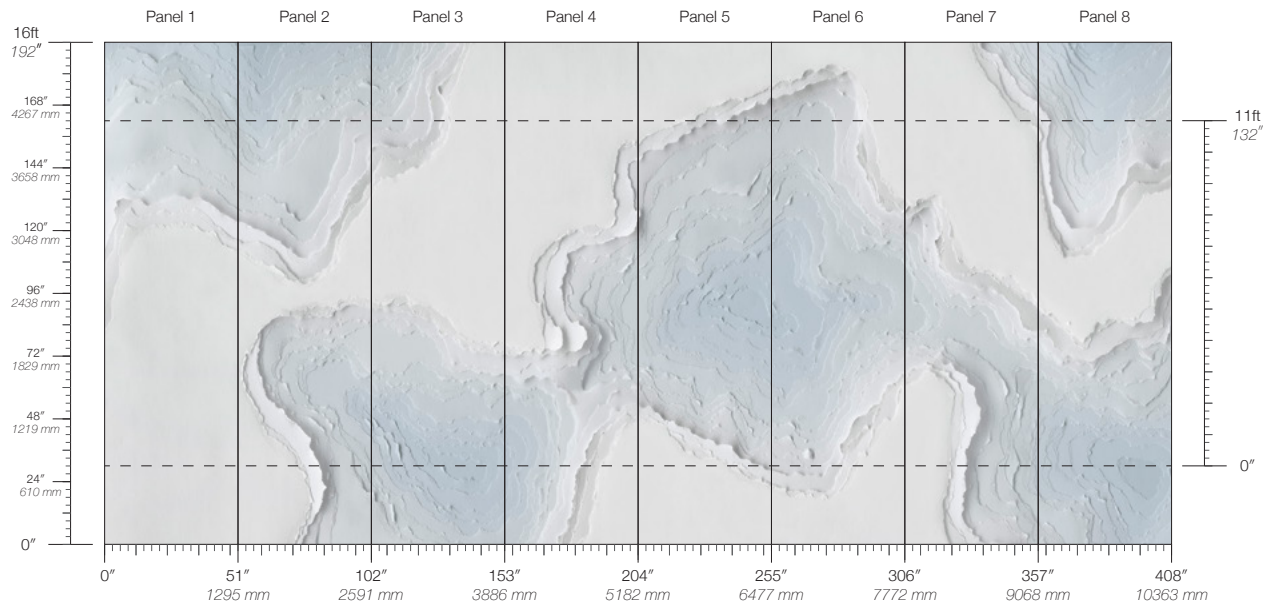 Panel 1 Panel 2 Panel 3 Panel 4 Panel 5 Panel 6 Panel 7 Panel 8
16ft
192″
168″
4267 mm
144″
3658 mm
120″
3048 mm
96″
2438 mm
72″
1829 mm
48″
1219 mm
24″
610 mm
0″
11ft
132″
0″
0″ 51″ 102″ 153″ 204″ 255″ 306″ 357″ 408″
1295 mm 2591 mm 3886 mm 5182 mm 6477 mm 7772 mm 9068 mm 10363 mm